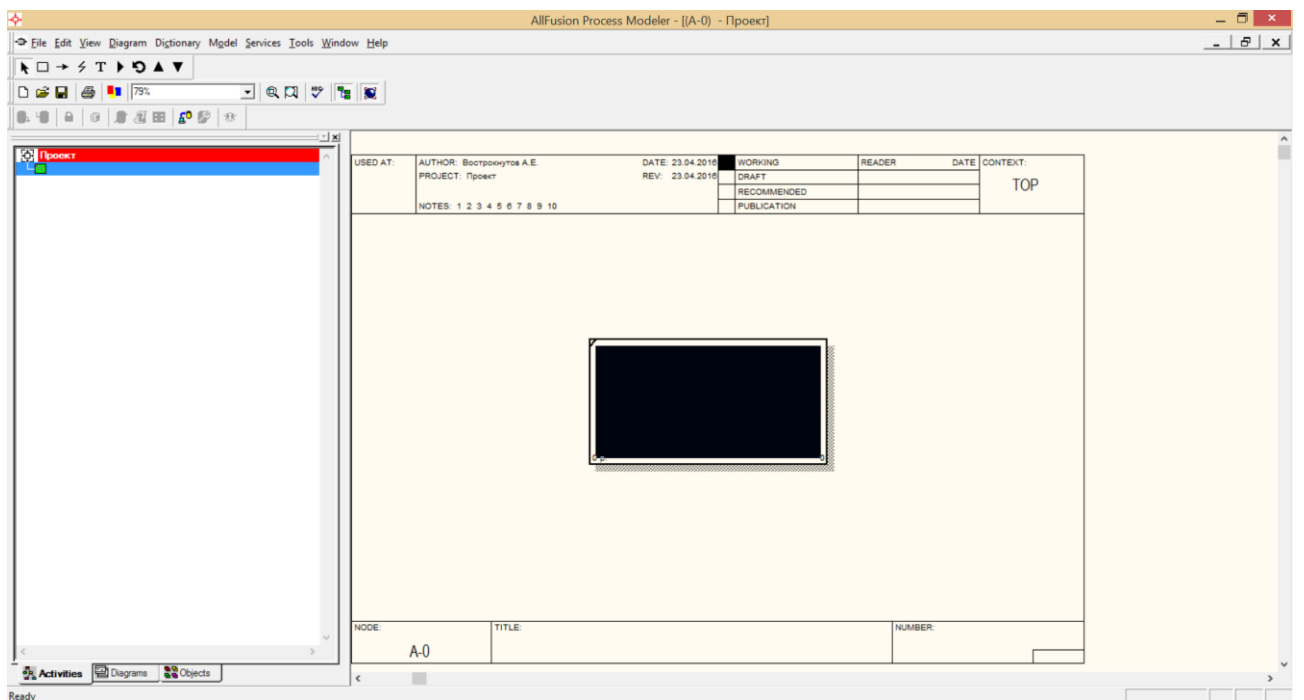 AllFusion Process Modeler - [(A-0) - Проект]
File Edit View Diagram Dictionary Model Services Tools Window Help
T
79%
Проект
USED AT: AUTHOR: Вострокнутов А.Е. DATE: 23.04.2016 WORKING READER DATE CONTEXT:
PROJECT: Проект REV: 23.04.2016 DRAFT
TOP
RECOMMENDED
NOTES: 1 2 3 4 5 6 7 8 9 10 PUBLICATION
0 р. 0
NODE: TITLE: NUMBER:
A-0
Activities Diagrams Objects
Ready